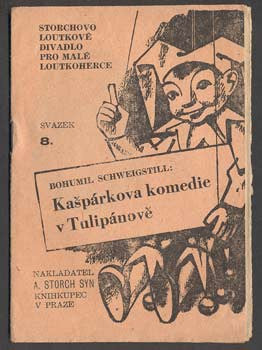 STORCHOVO
LOUTKOVÉ
DIVADLO
PRO MALÉ
LOUTKOHERCE
SVAZEK
8.
BOHUMIL SCHWEIGSTILL:
Kašpárkova komedie
v Tulipánově
NAKLADATEL
A. STORCH SYN
KNIHKUPEC
V PRAZE